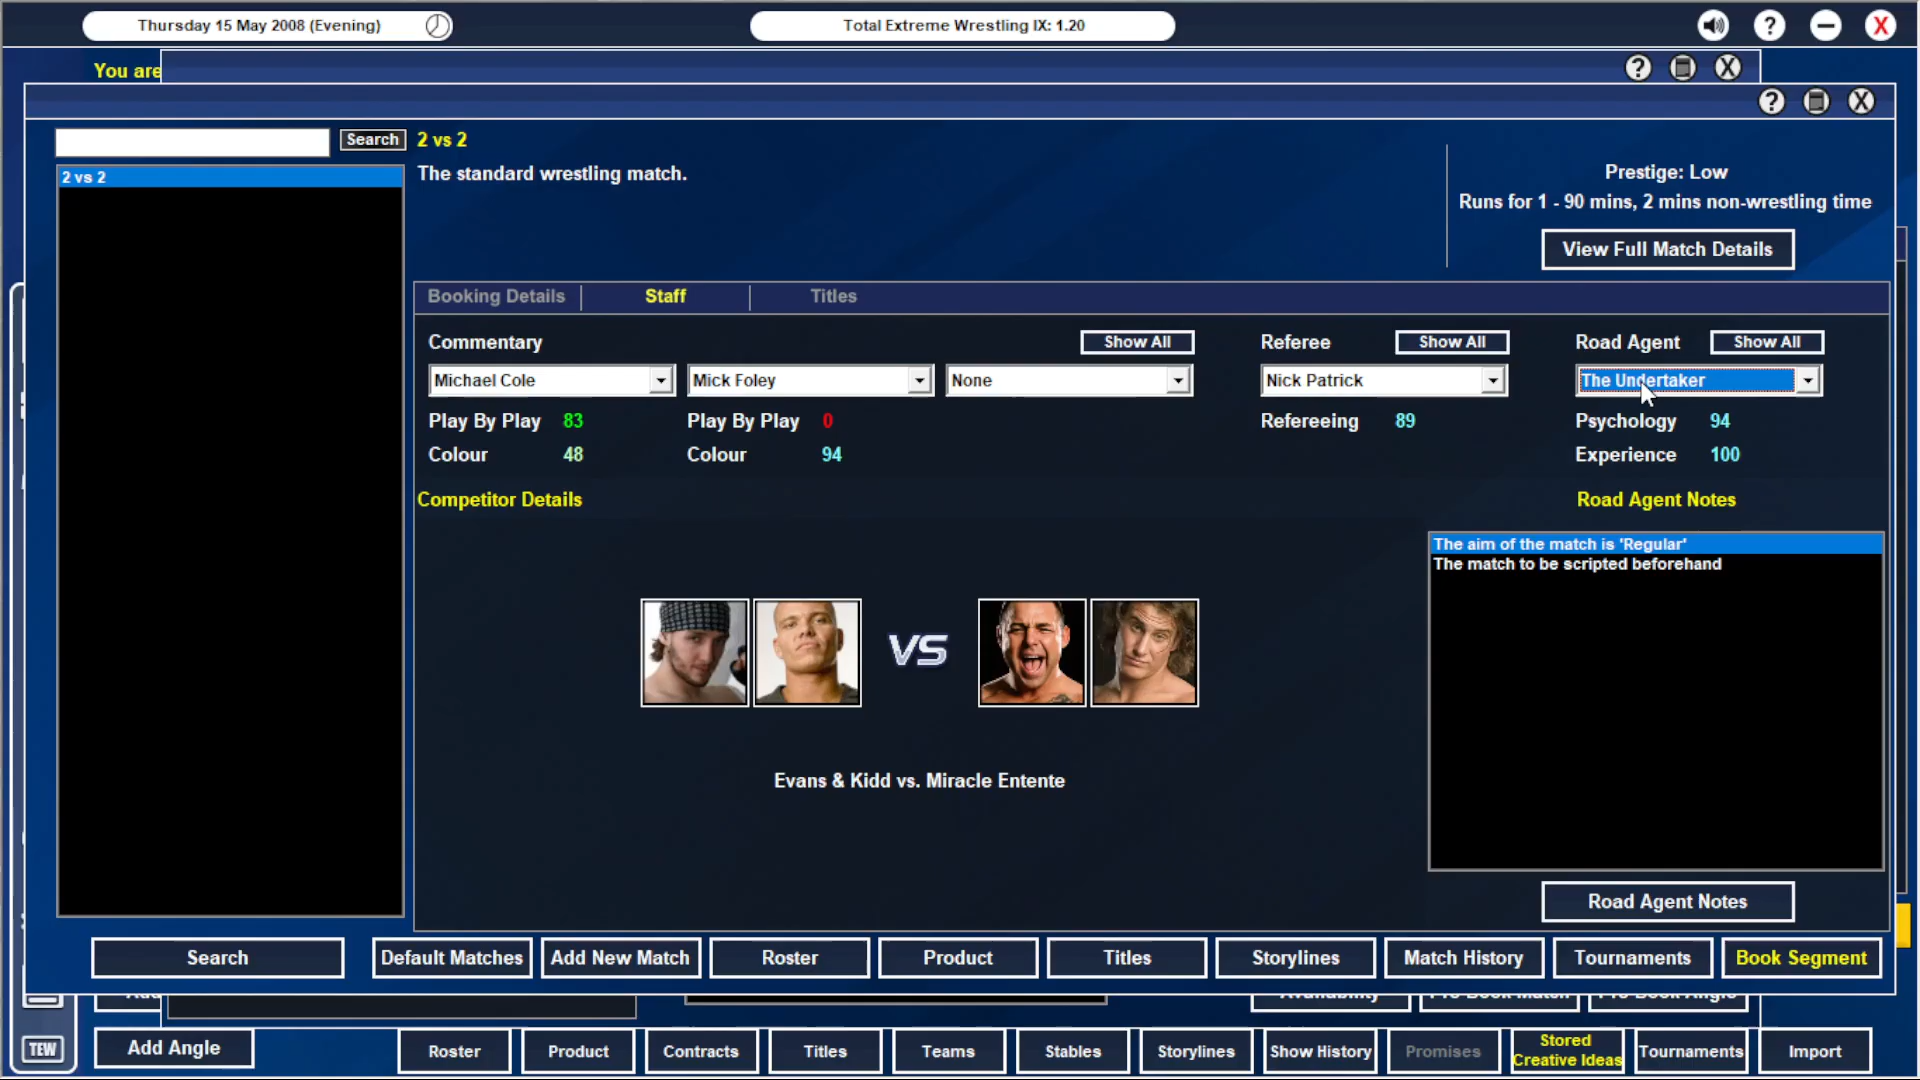 Thursday 15 May 2008 (Evening)
Total Extreme Wrestling IX: 1.20
?
X
You are
?
X
?
X
Search
2 vs 2
The standard wrestling match.
Prestige: Low
Runs for 1 - 90 mins, 2 mins non-wrestling time
View Full Match Details
2 vs 2
Booking Details
Staff
Titles
Commentary
Show All
Referee
Show All
Road Agent
Show All
Michael Cole
Mick Foley
None
Nick Patrick
The Undertaker
Play By Play 83
Play By Play 0
Refereeing 89
Psychology 94
Colour 48
Colour 94
Experience 100
Competitor Details
Road Agent Notes
The aim of the match is 'Regular'
The match to be scripted beforehand
VS
Evans & Kidd vs. Miracle Entente
Road Agent Notes
Search
Default Matches
Add New Match
Roster
Product
Titles
Storylines
Match History
Tournaments
Book Segment
Availability
Pre Book Match
Pre Book Angle
TEW
Add Angle
Roster
Product
Contracts
Titles
Teams
Stables
Storylines
Show History
Promises
Stored
Creative Ideas
Tournaments
Import